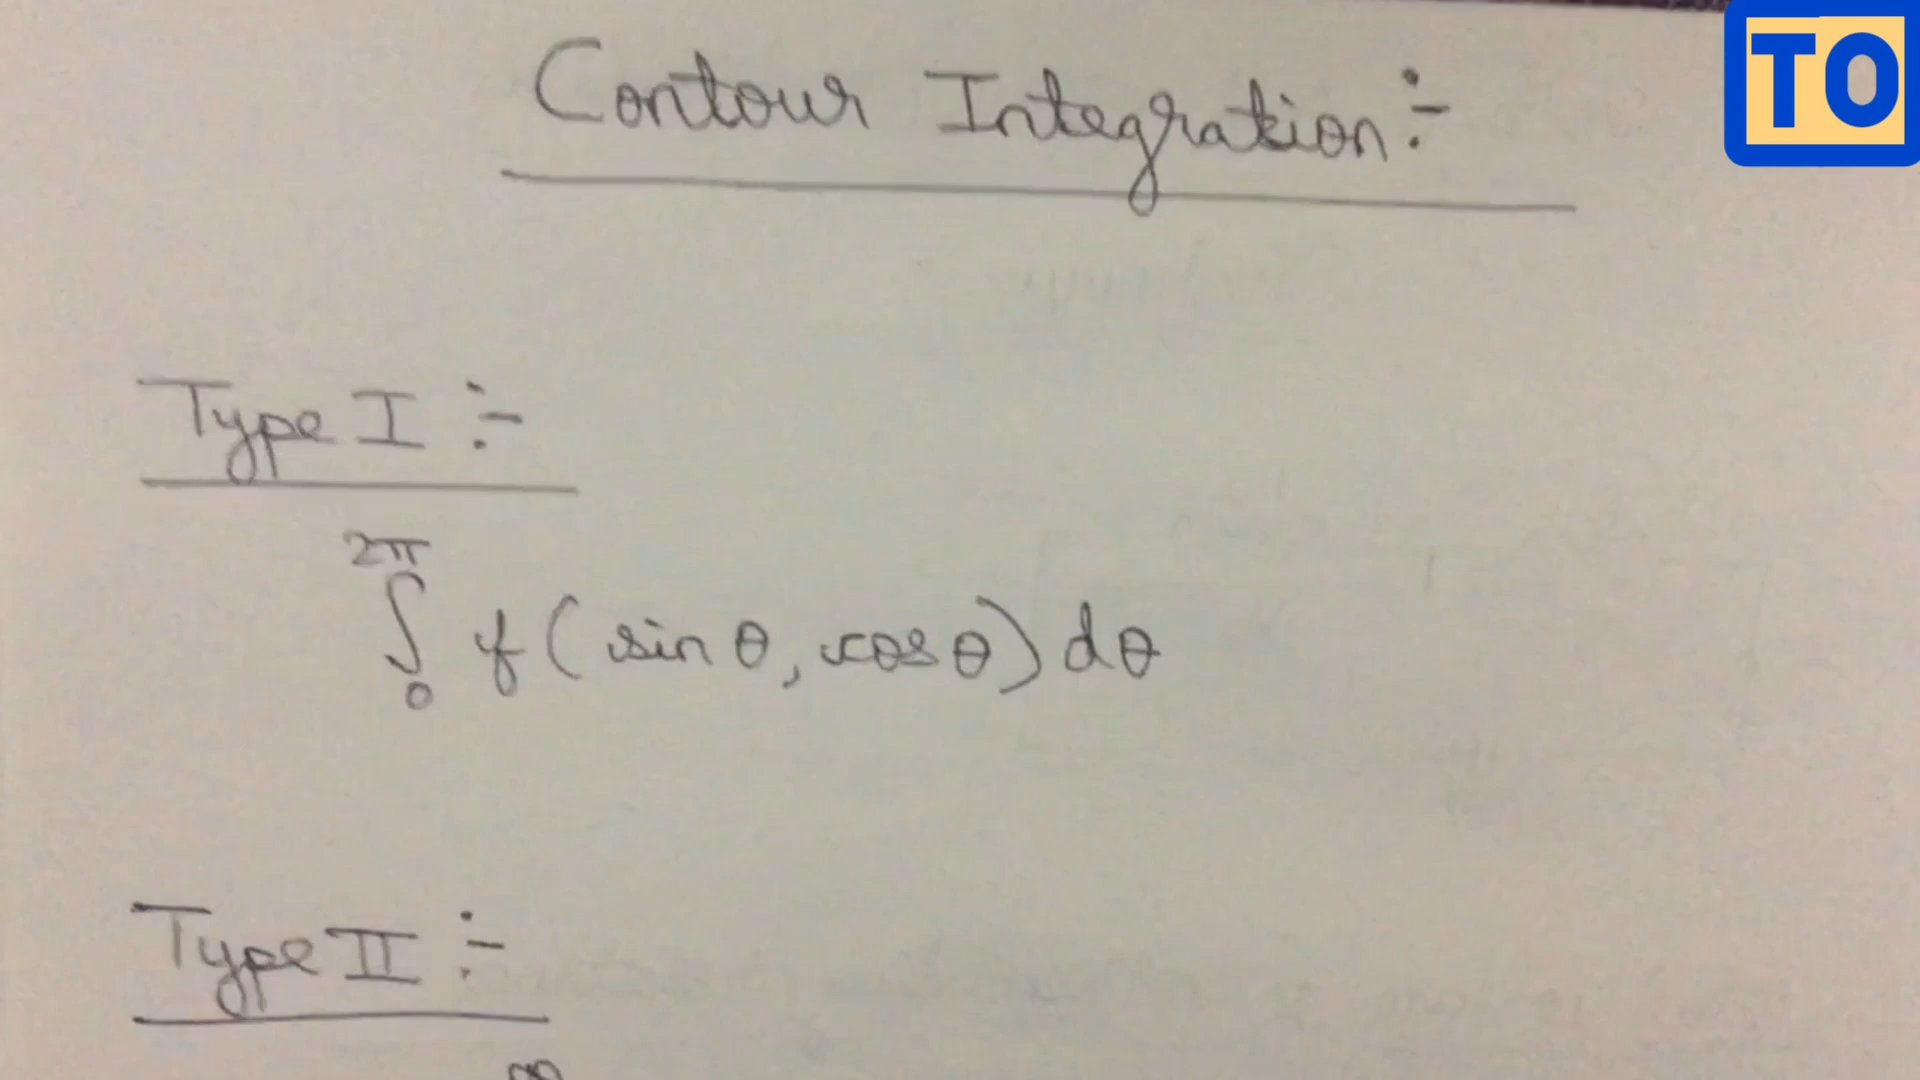 TO
Contour Integration:-
Type I :-
2π
∫ f(sin θ, cos θ) dθ
0
Type II :-
∞